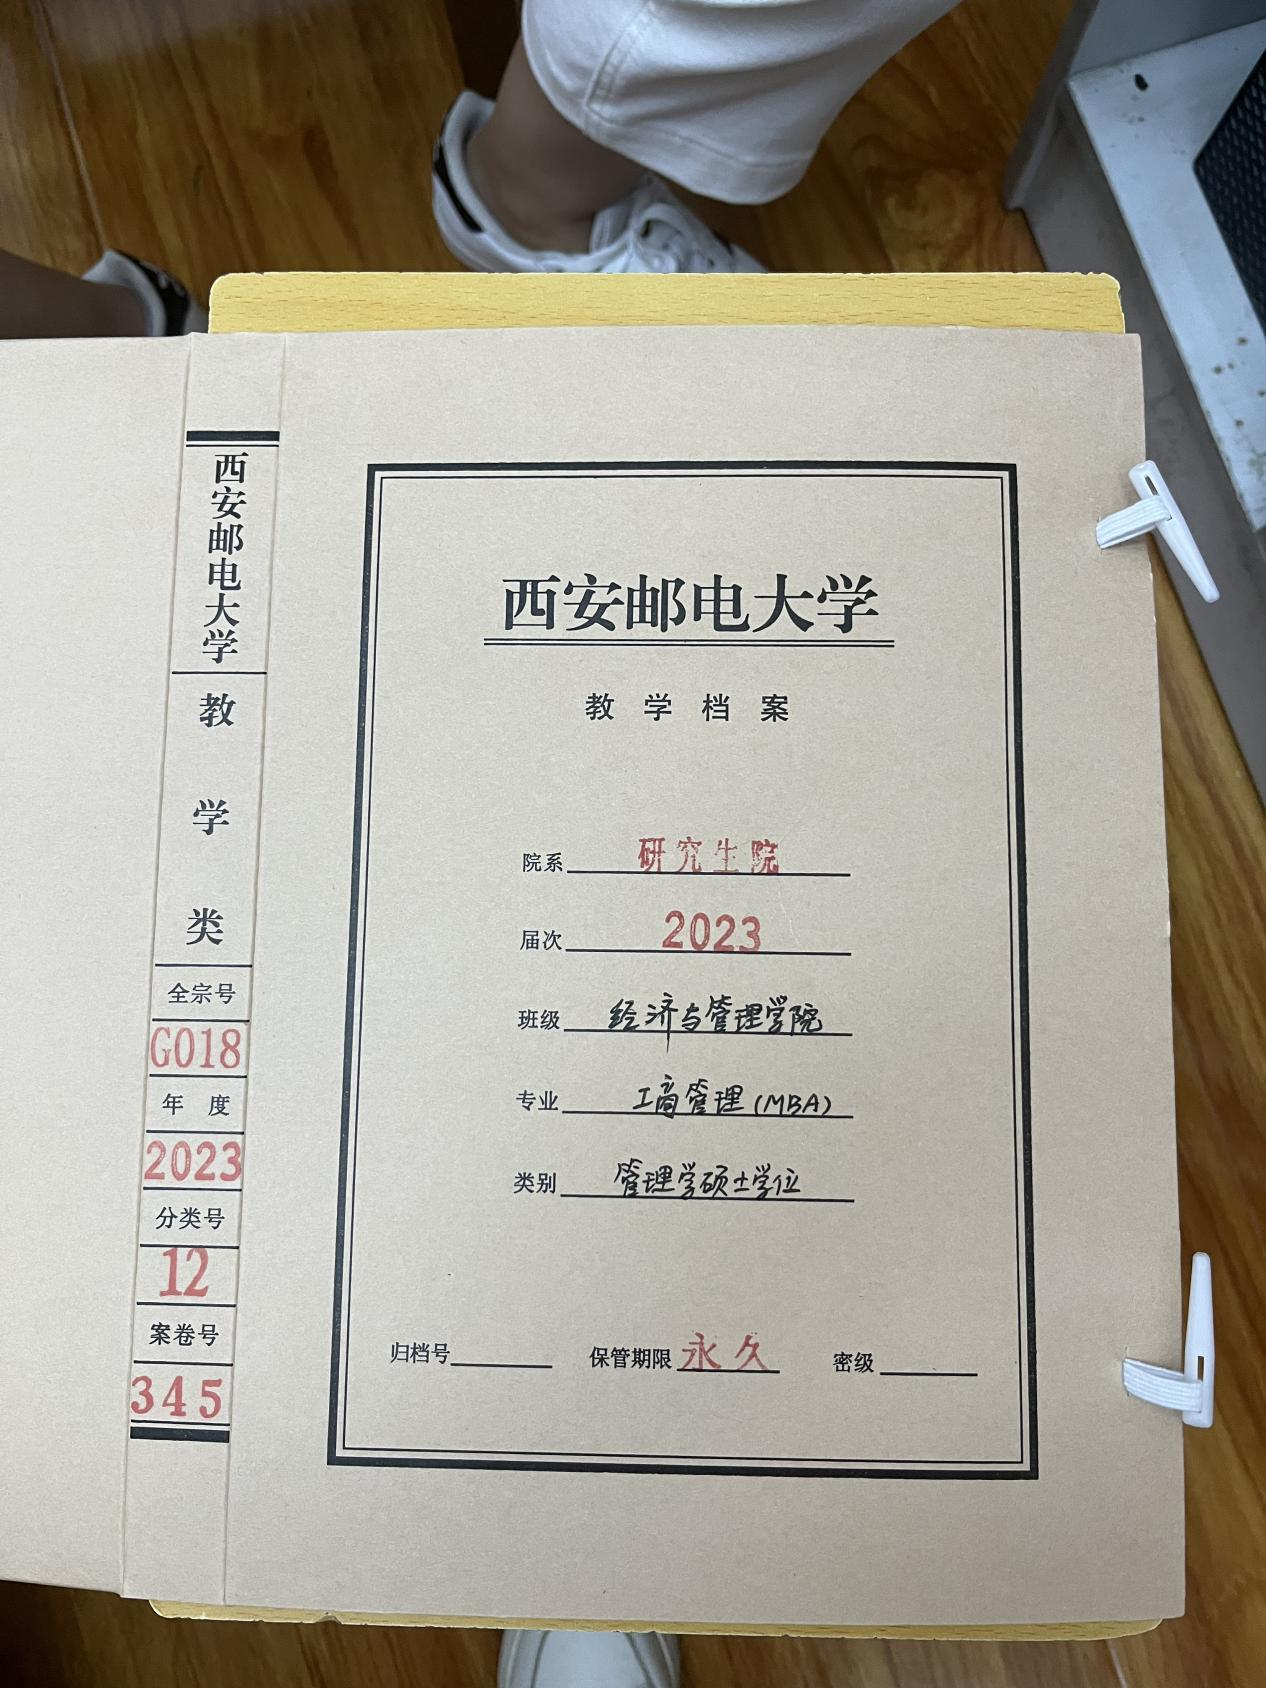 西安邮电大学
教学类
全宗号
G018
年 度
2023
分类号
12
案卷号
345
西安邮电大学
教学档案
院系 研究生院
届次 2023
班级 经济与管理学院
专业 工商管理(MBA)
类别 管理学硕士学位
归档号 保管期限 永久 密级